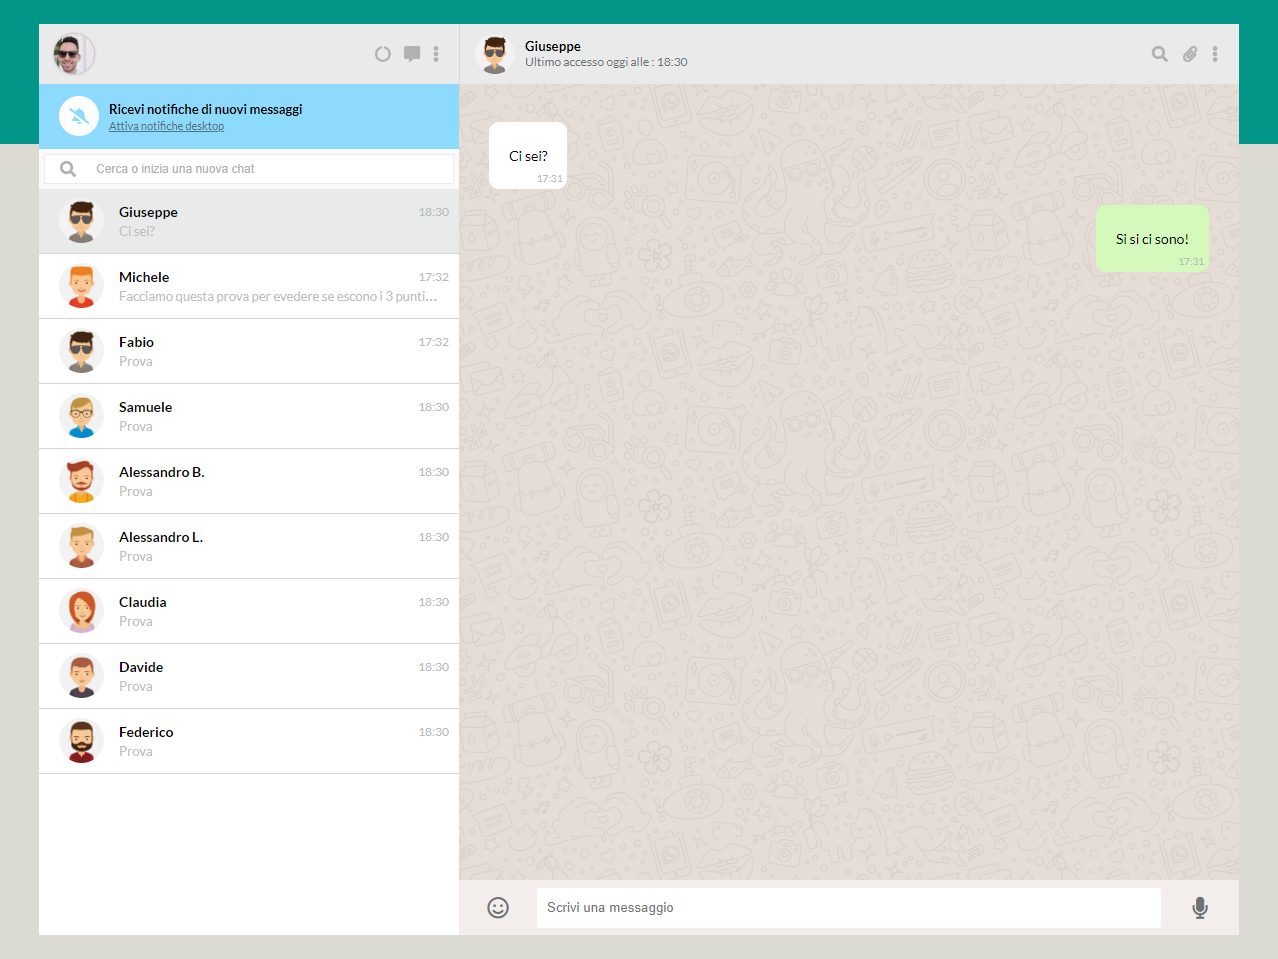 Ricevi notifiche di nuovi messaggi
Attiva notifiche desktop
Cerca o inizia una nuova chat
Giuseppe 18:30
Ci sei?
Michele 17:32
Facciamo questa prova per evedere se escono i 3 punti...
Fabio 17:32
Prova
Samuele 18:30
Prova
Alessandro B. 18:30
Prova
Alessandro L. 18:30
Prova
Claudia 18:30
Prova
Davide 18:30
Prova
Federico 18:30
Prova
Giuseppe
Ultimo accesso oggi alle : 18:30
Ci sei?
17:31
Si si ci sono!
17:31
Scrivi una messaggio